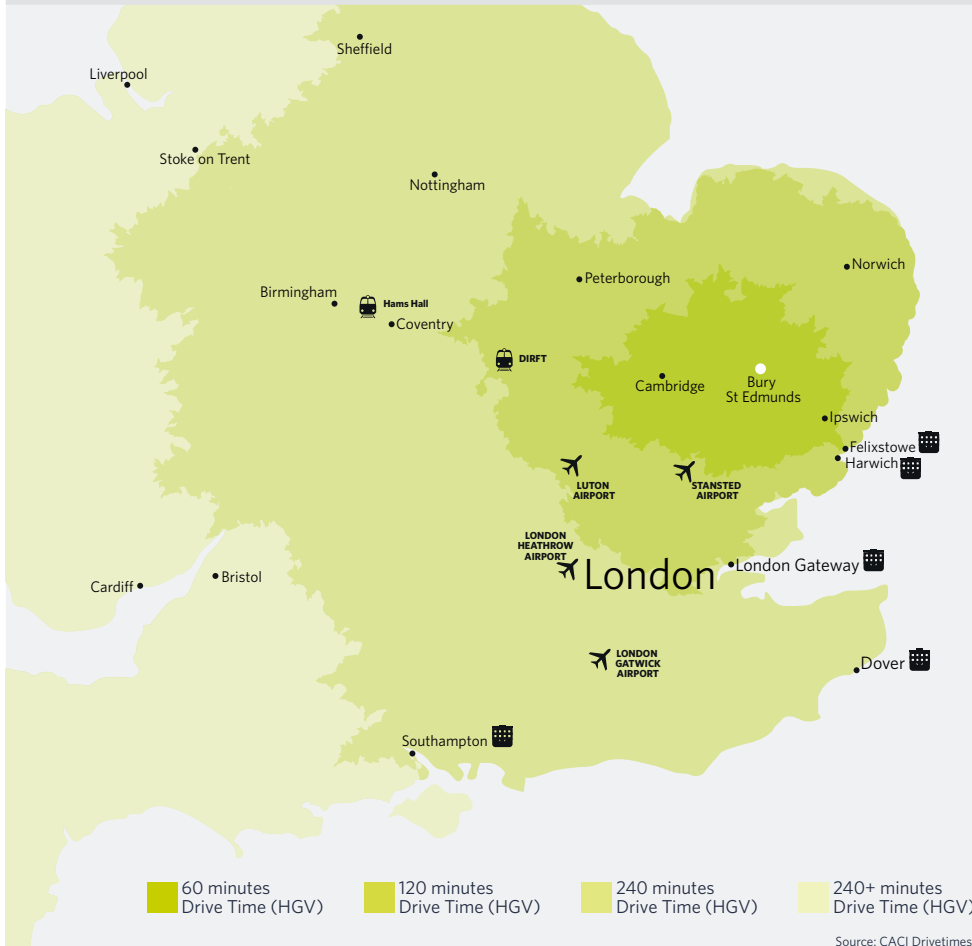 Sheffield
Liverpool
Stoke on Trent
Nottingham
Norwich
Peterborough
Birmingham
Hams Hall
Coventry
DIRFT
Cambridge
Bury
St Edmunds
Ipswich
Felixstowe
Harwich
LUTON
AIRPORT
STANSTED
AIRPORT
LONDON
HEATHROW
AIRPORT
London
London Gateway
Cardiff
Bristol
LONDON
GATWICK
AIRPORT
Dover
Southampton
60 minutes
Drive Time (HGV)
120 minutes
Drive Time (HGV)
240 minutes
Drive Time (HGV)
240+ minutes
Drive Time (HGV)
Source: CACI Drivetimes